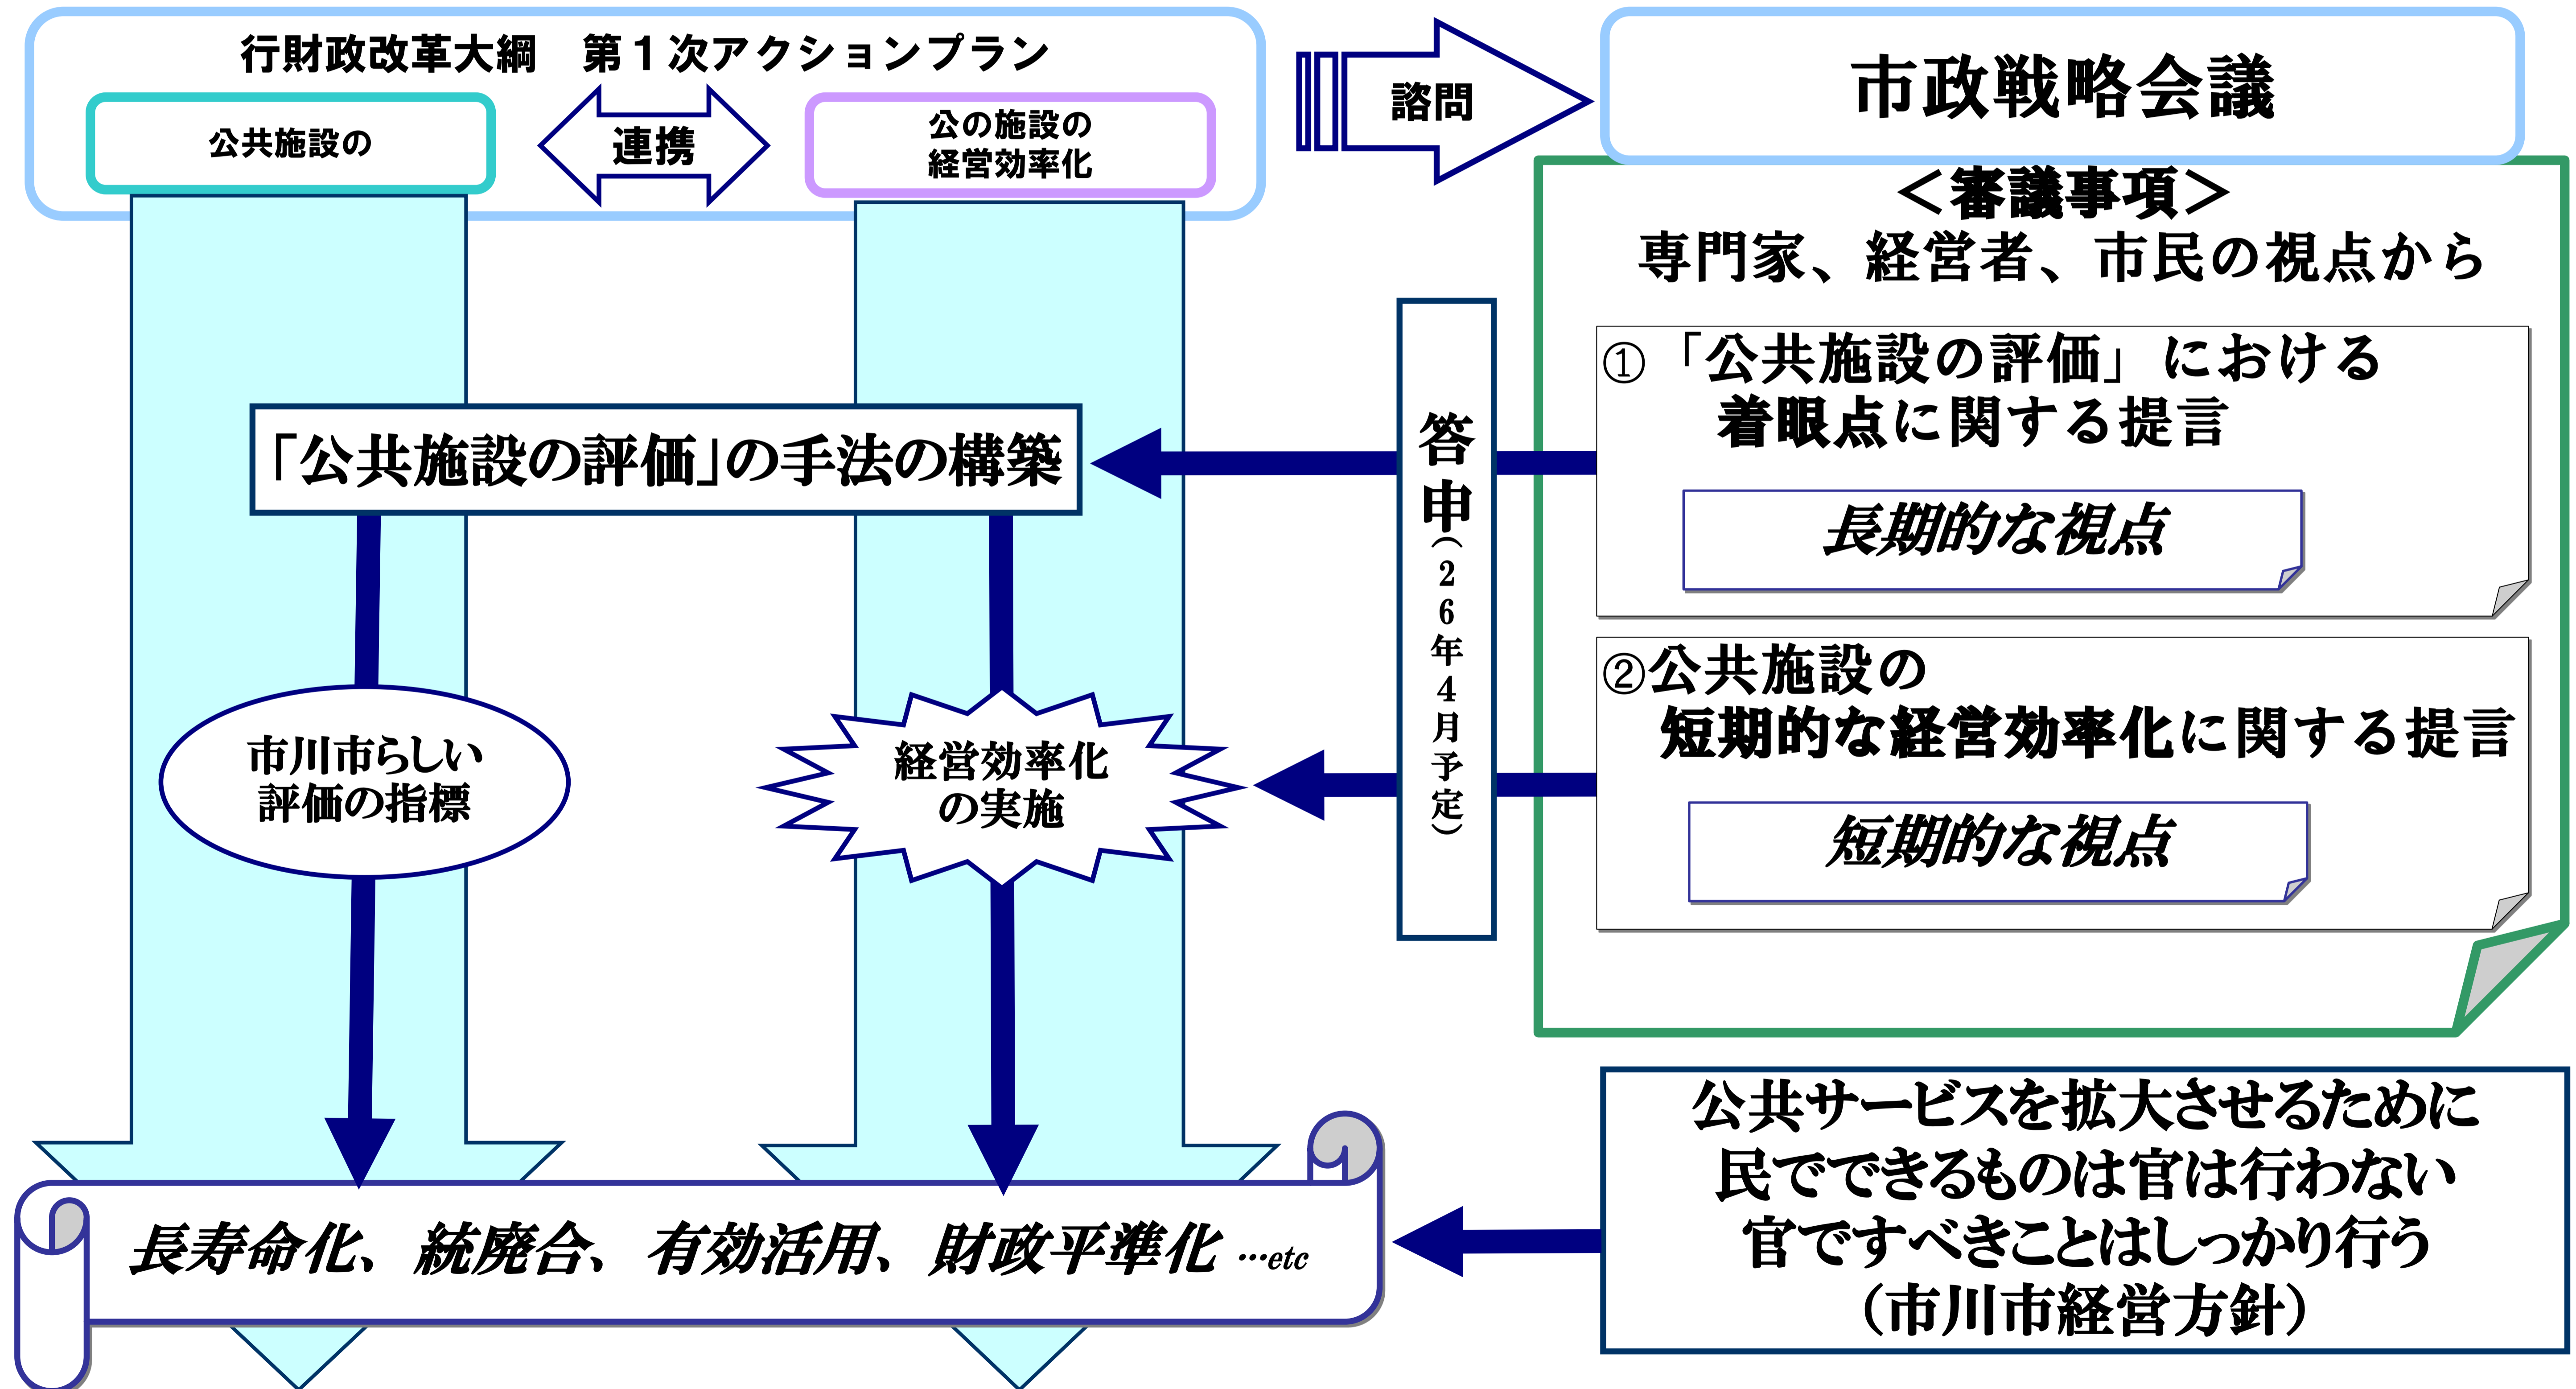 行財政改革大綱　第１次アクションプラン
公共施設の
連携
公の施設の
経営効率化
諮問
市政戦略会議
＜審議事項＞
専門家、経営者、市民の視点から
①「公共施設の評価」における
着眼点に関する提言
長期的な視点
②公共施設の
短期的な経営効率化に関する提言
短期的な視点
答申（２６年４月予定）
「公共施設の評価」の手法の構築
市川市らしい
評価の指標
経営効率化
の実施
長寿命化、統廃合、有効活用、財政平準化 …etc
公共サービスを拡大させるために
民でできるものは官は行わない
官ですべきことはしっかり行う
（市川市経営方針）